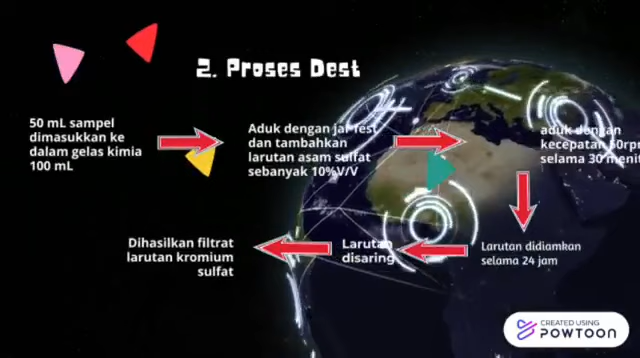 2. Proses Dest
50 mL sampel
dimasukkan ke
dalam gelas kimia
100 mL
Aduk dengan jar test
dan tambahkan
larutan asam sulfat
sebanyak 10%V/V
aduk dengan
kecepatan 60rpm
selama 30 menit
Larutan didiamkan
selama 24 jam
Larutan
disaring
Dihasilkan filtrat
larutan kromium
sulfat
CREATED USING
POWTOON